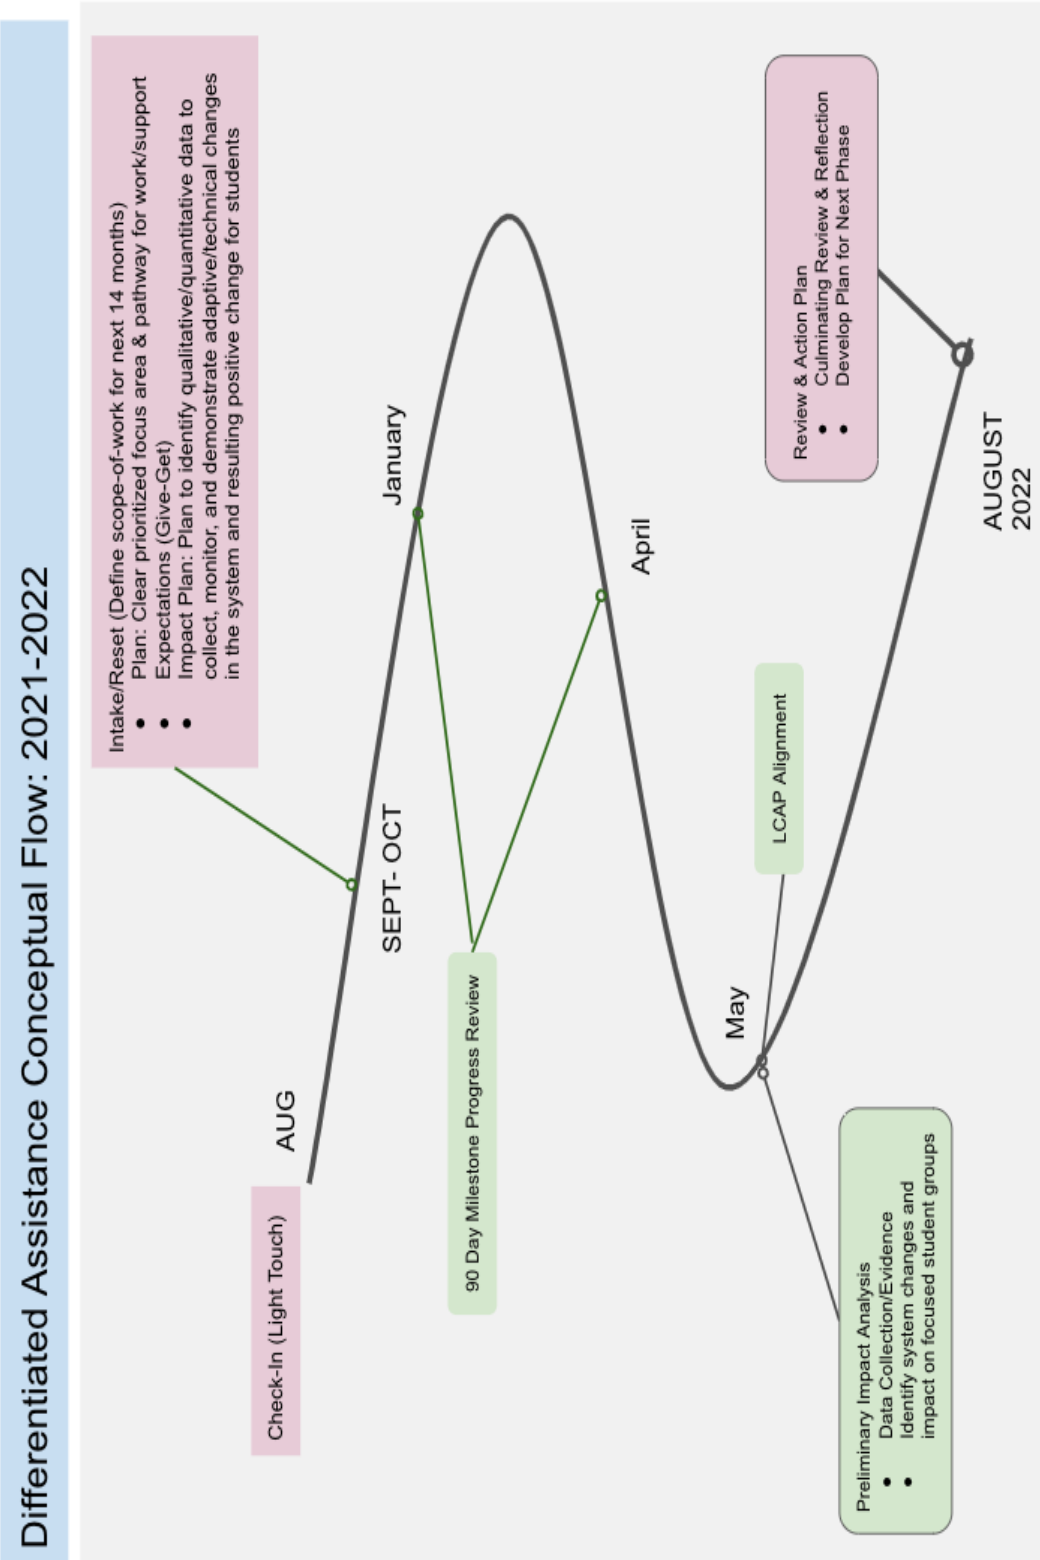 Differentiated Assistance Conceptual Flow: 2021-2022
Intake/Reset (Define scope-of-work for next 14 months)
● Plan: Clear prioritized focus area & pathway for work/support
● Expectations (Give-Get)
● Impact Plan: Plan to identify qualitative/quantitative data to
collect, monitor, and demonstrate adaptive/technical changes
in the system and resulting positive change for students
Check-In (Light Touch)
AUG
SEPT- OCT
January
90 Day Milestone Progress Review
April
May
LCAP Alignment
Preliminary Impact Analysis
● Data Collection/Evidence
● Identify system changes and
impact on focused student groups
Review & Action Plan
● Culminating Review & Reflection
● Develop Plan for Next Phase
AUGUST
2022